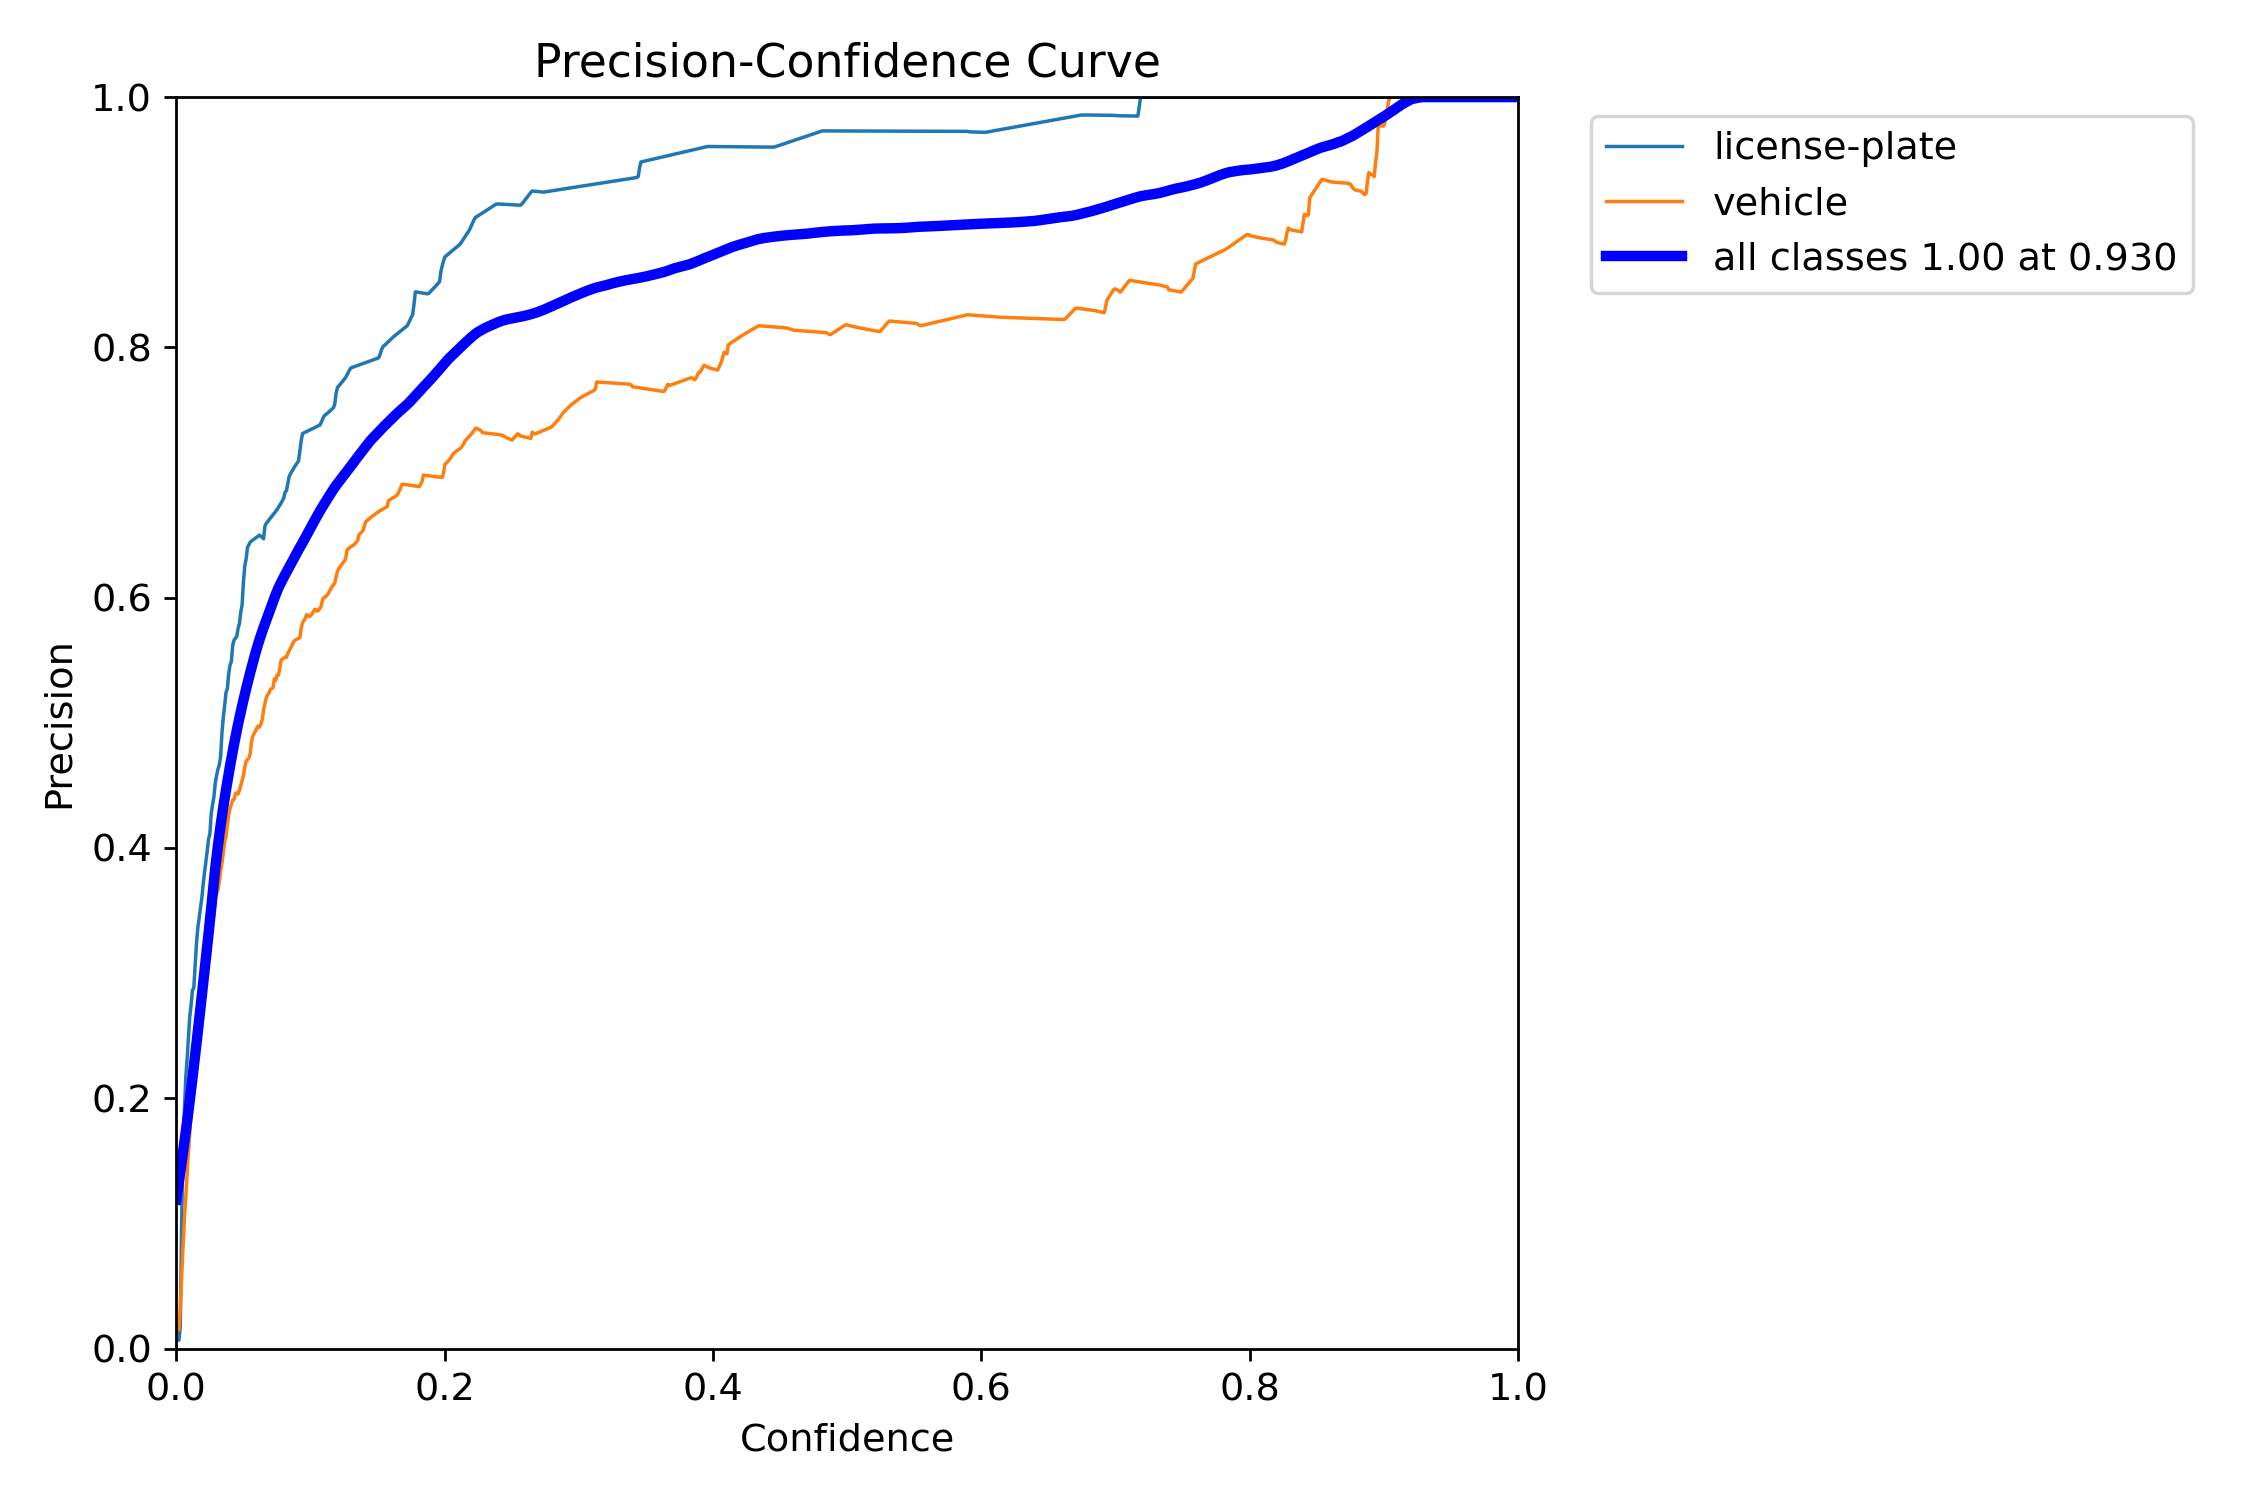 Precision-Confidence Curve
1.0
0.8
0.6
0.4
0.2
0.0
Precision
0.0 0.2 0.4 0.6 0.8 1.0
Confidence
license-plate
vehicle
all classes 1.00 at 0.930